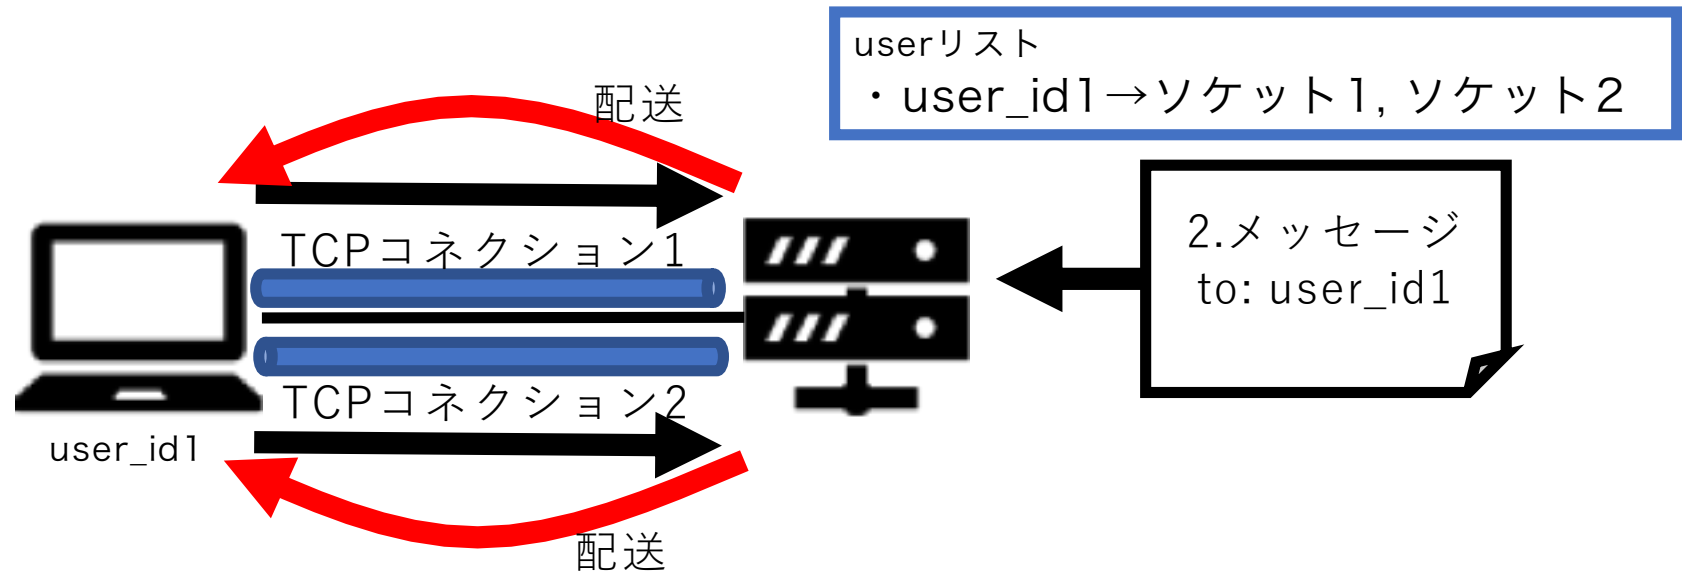 userリスト
・user_id1→ソケット1, ソケット2
配送
2.メッセージ
to: user_id1
TCPコネクション1
TCPコネクション2
user_id1
配送